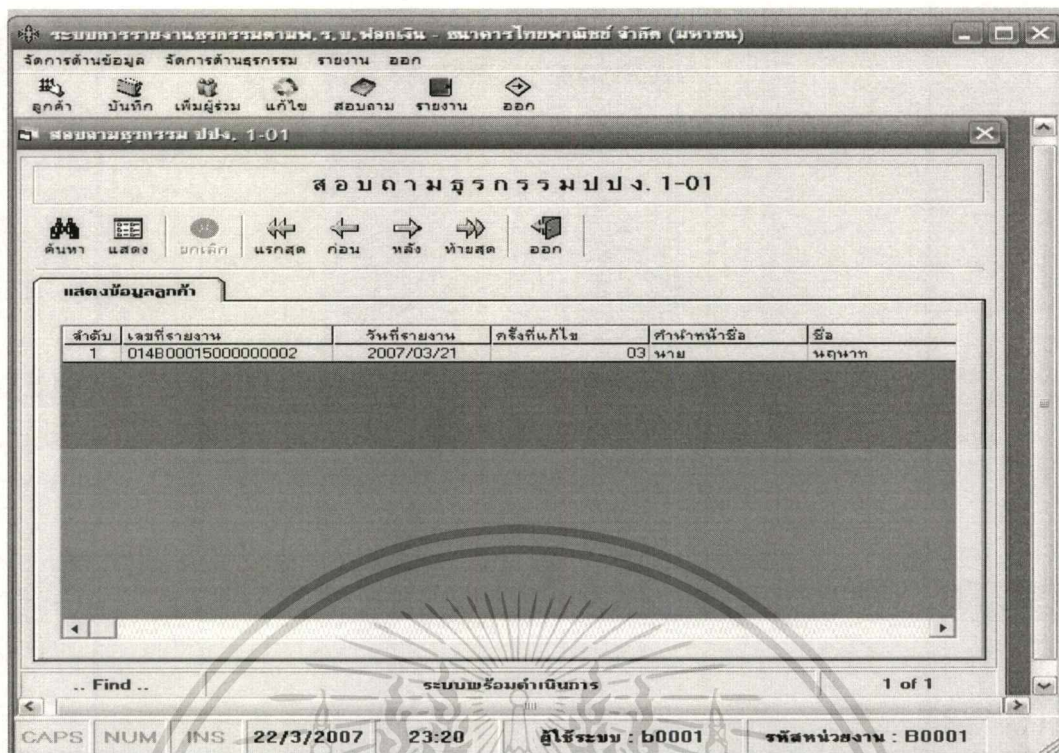 ระบบการรายงานธุรกรรมตามพ.ร.บ.ฟอกเงิน - ธนาคารไทยพาณิชย์ จำกัด (มหาชน)
จัดการด้านข้อมูล จัดการด้านธุรกรรม รายงาน ออก
ลูกค้า บันทึก เพิ่มผู้ร่วม แก้ไข สอบถาม รายงาน ออก
สอบถามธุรกรรม ปปง. 1-01
สอบถามธุรกรรมปปง. 1-01
ค้นหา แสดง ยกเลิก แรกสุด ก่อน หลัง ท้ายสุด ออก
แสดงข้อมูลลูกค้า
ลำดับ เลขที่รายงาน วันที่รายงาน ครั้งที่แก้ไข คำนำหน้าชื่อ ชื่อ
1 014B00015000000002 2007/03/21 03 นาย นฤนาท
.. Find .. ระบบพร้อมดำเนินการ 1 of 1
CAPS NUM INS 22/3/2007 23:20 ผู้ใช้ระบบ : b0001 รหัสหน่วยงาน : B0001